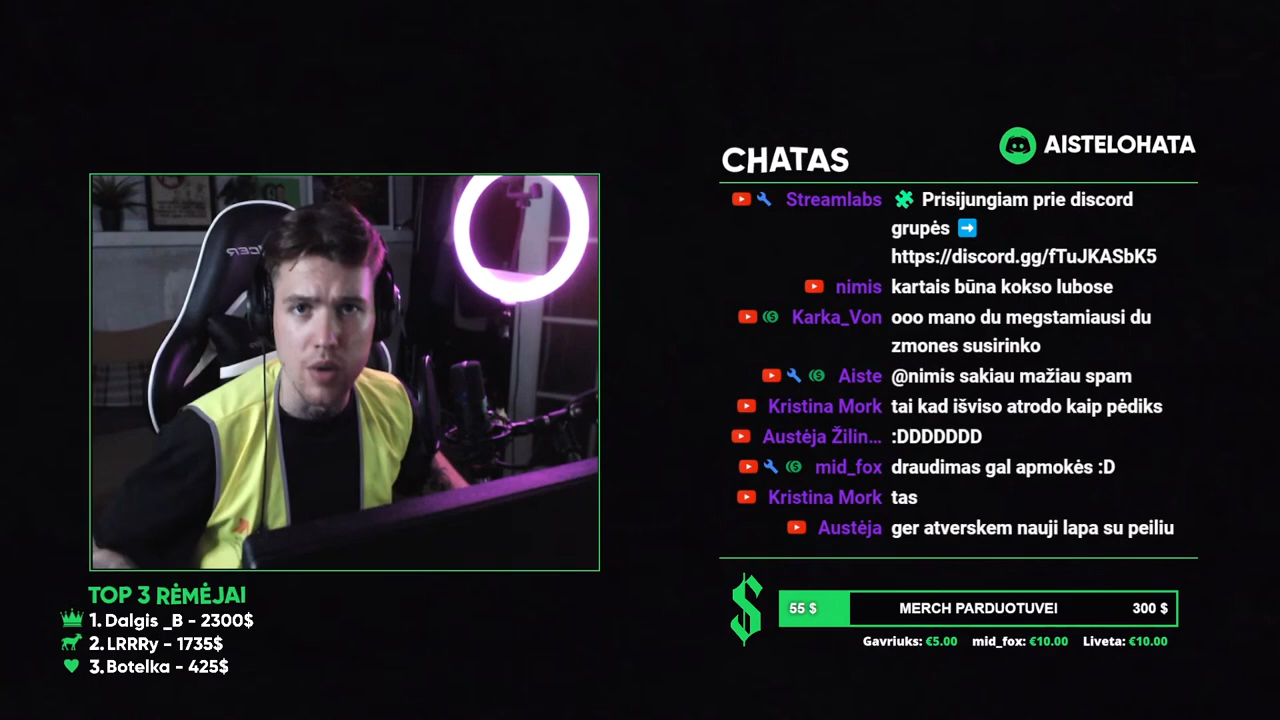 AISTELOHATA
CHATAS
Streamlabs Prisijungiam prie discord
grupės
https://discord.gg/fTuJKASbK5
nimis kartais būna kokso lubose
Karka_Von ooo mano du megstamiausi du
zmones susirinko
Aiste @nimis sakiau mažiau spam
Kristina Mork tai kad išviso atrodo kaip pėdiks
Austėja Žilin... :DDDDDDD
mid_fox draudimas gal apmokės :D
Kristina Mork tas
Austėja ger atverskem nauji lapa su peiliu
TOP 3 RĖMĖJAI
1. Dalgis _B - 2300$
2. LRRRy - 1735$
3. Botelka - 425$
$
55 $ MERCH PARDUOTUVEI 300 $
Gavriuks: €5.00 mid_fox: €10.00 Liveta: €10.00